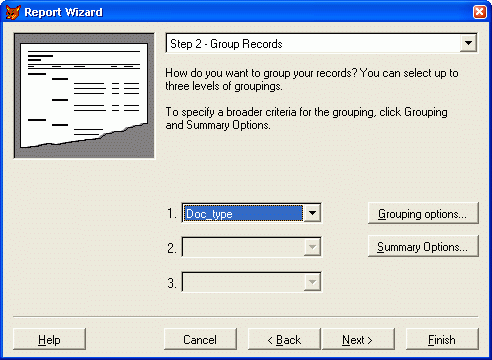 Report Wizard
Step 2 - Group Records
How do you want to group your records? You can select up to
three levels of groupings.
To specify a broader criteria for the grouping, click Grouping
and Summary Options.
1. Doc_type Grouping options...
2. Summary Options...
3.
Help Cancel < Back Next > Finish